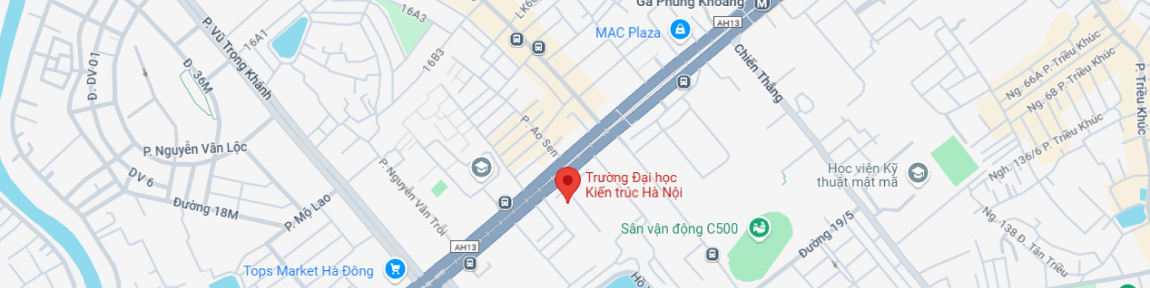 16A3
LK6
Ga Phùng Khoang
M
AH13
MAC Plaza
P. Vũ Trọng Khánh
16A1
16B3
Chiến Thắng
Ng. 66A P. Triều Khúc
Ng. 68 P. Triều Khúc
P. Triều Khúc
Đ. DV 01
Đ. 36M
P. Ao Sen
P. Nguyễn Văn Lộc
Ngh. 136/6 P. Triều Khúc
DV 6
P. Nguyễn Văn Trỗi
Trường Đại học
Kiến trúc Hà Nội
Học viện Kỹ
thuật mật mã
Đường 18M
P. Mộ Lao
Sân vận động C500
Đường 19/5
Ng. 138 Đ. Tân Triều
AH13
Tops Market Hà Đông